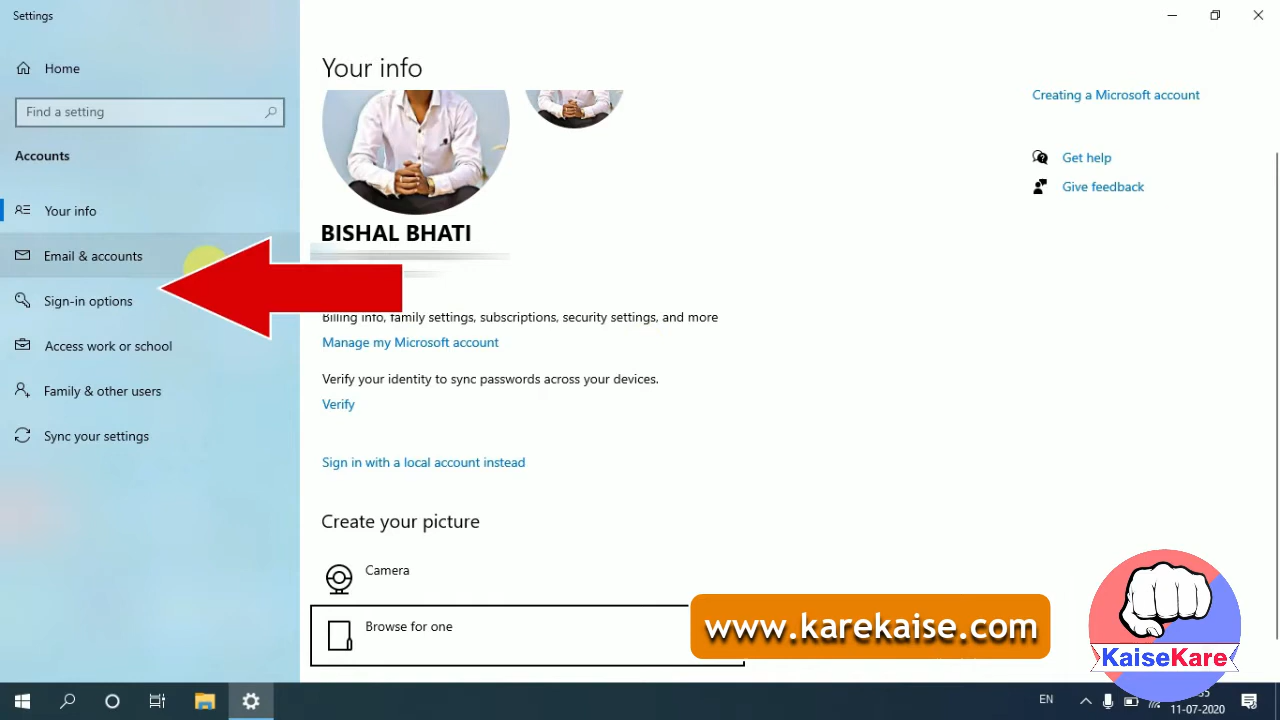 Settings
Home
Find a setting
Accounts
Your info
Email & accounts
Sign-in options
Access work or school
Family & other users
Sync your settings
Your info
BISHAL BHATI
Billing info, family settings, subscriptions, security settings, and more
Manage my Microsoft account
Verify your identity to sync passwords across your devices.
Verify
Sign in with a local account instead
Create your picture
Camera
Browse for one
Creating a Microsoft account
Get help
Give feedback
www.karekaise.com
KaiseKare
EN
11-07-2020